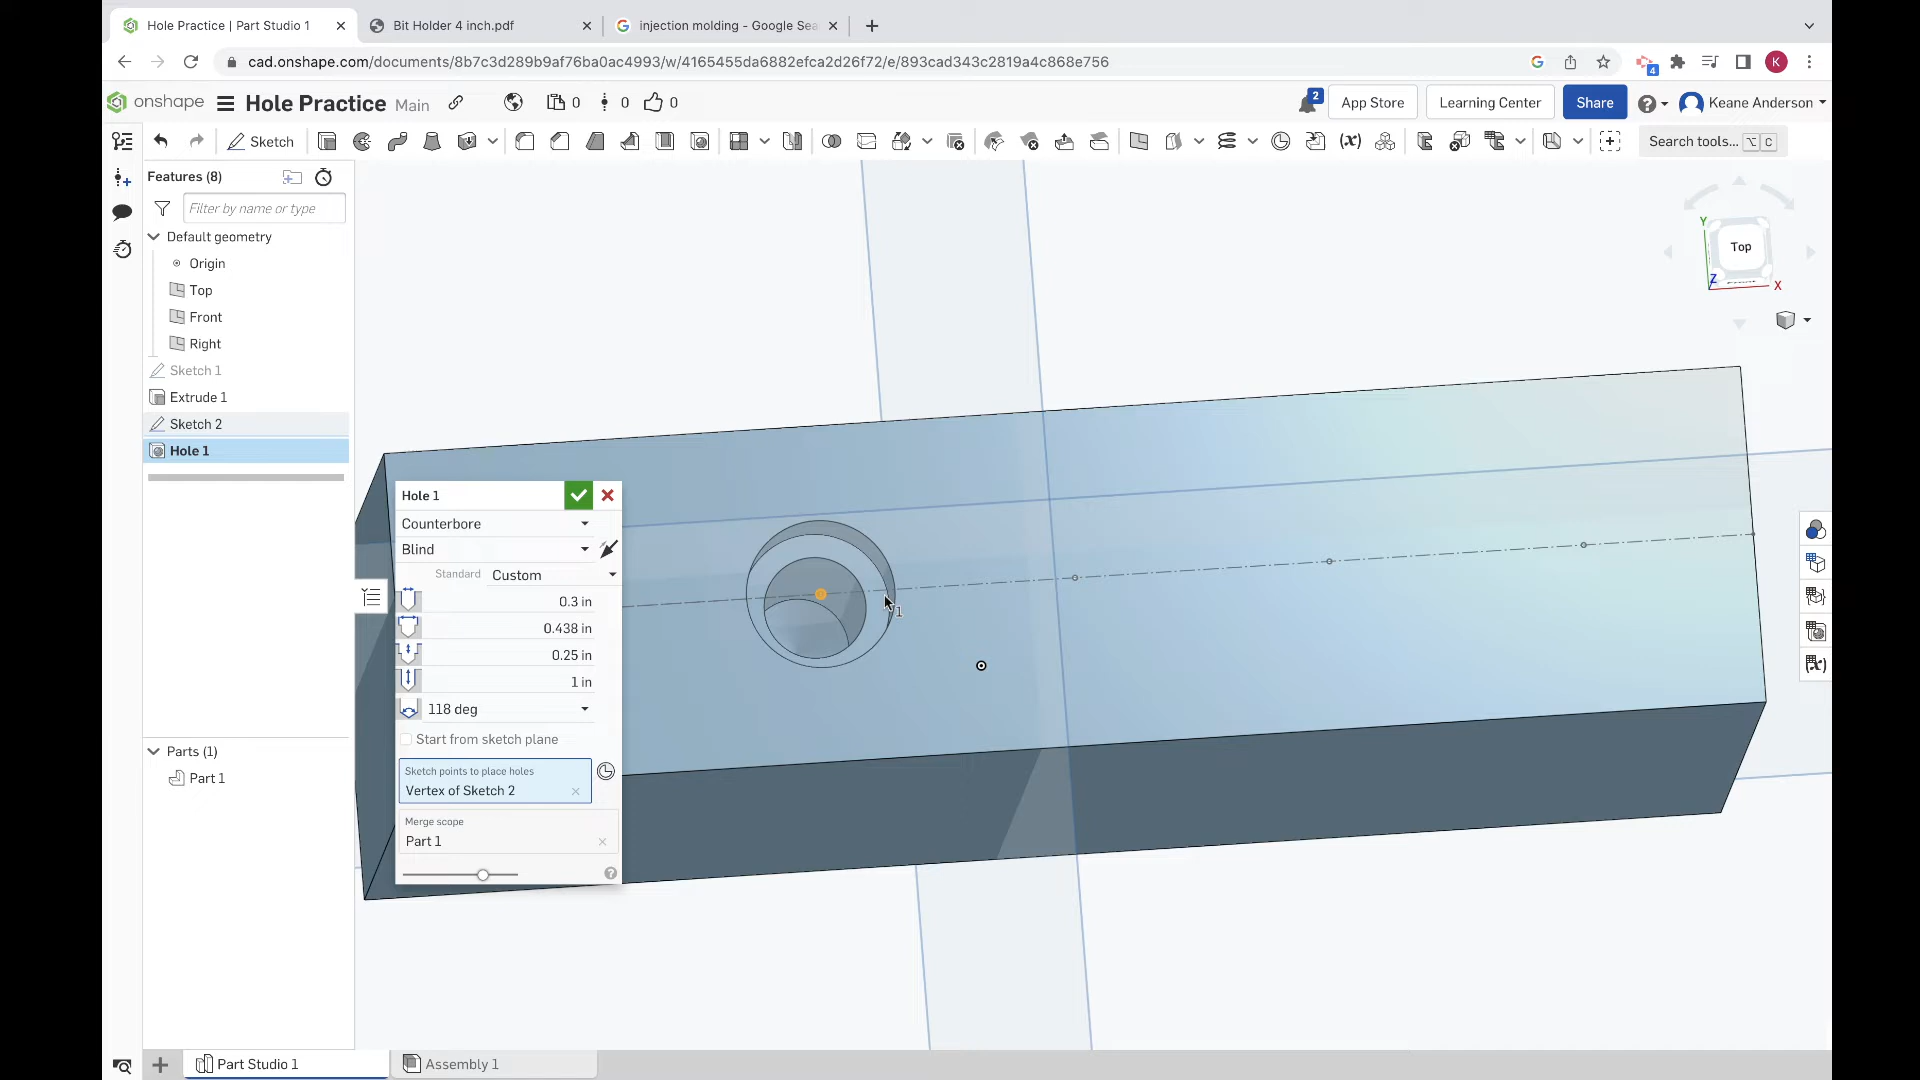 Hole Practice | Part Studio 1
Bit Holder 4 inch.pdf
injection molding - Google Sea
cad.onshape.com/documents/8b7c3d289b9af76ba0ac4993/w/4165455da6882efca2d26f72/e/893cad343c2819a4c868e756
4
K
onshape
Hole Practice Main
0
0
0
2
App Store
Learning Center
Share
Keane Anderson
Sketch
Search tools... ⌥ C
Features (8)
Filter by name or type
Default geometry
Origin
Top
Front
Right
Sketch 1
Extrude 1
Sketch 2
Hole 1
Y
Top
Z
X
Hole 1
Counterbore
Blind
Standard Custom
0.3 in
0.438 in
0.25 in
1 in
118 deg
Start from sketch plane
Sketch points to place holes
Vertex of Sketch 2
Merge scope
Part 1
1
Parts (1)
Part 1
Part Studio 1
Assembly 1